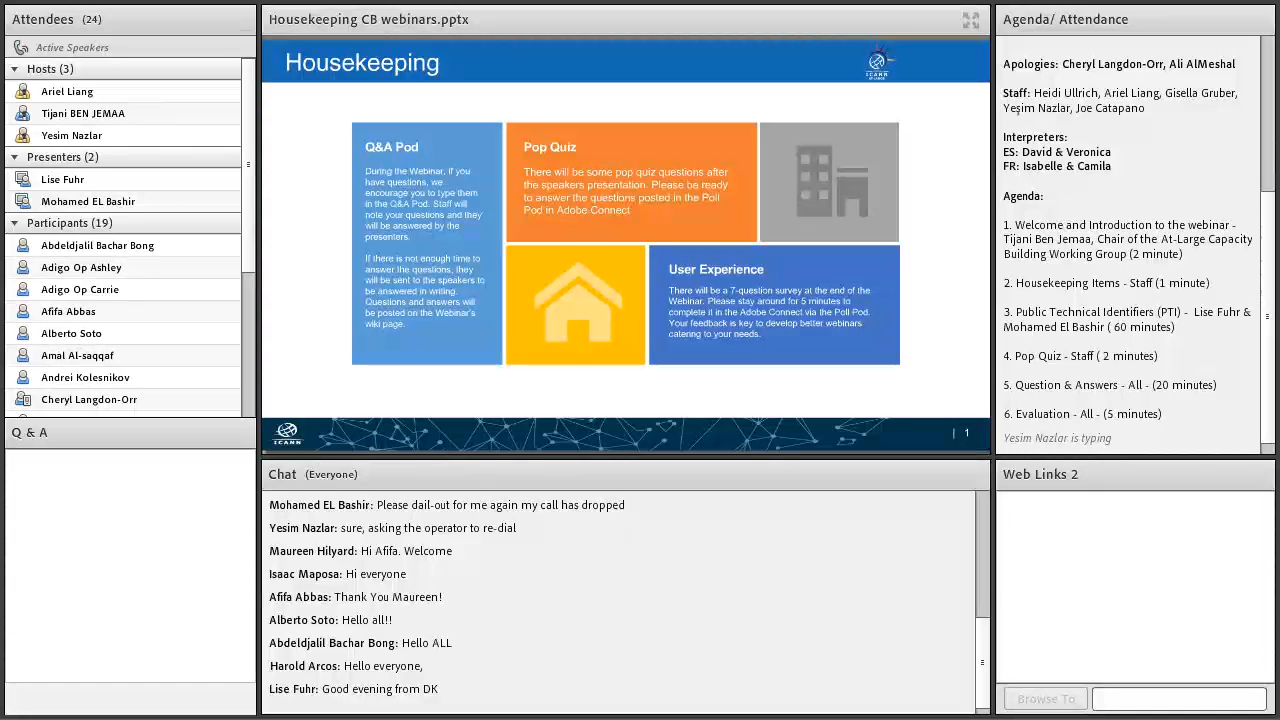 Attendees (24)
Active Speakers
Hosts (3)
Ariel Liang
Tijani BEN JEMAA
Yesim Nazlar
Presenters (2)
Lise Fuhr
Mohamed EL Bashir
Participants (19)
Abdeldjalil Bachar Bong
Adigo Op Ashley
Adigo Op Carrie
Afifa Abbas
Alberto Soto
Amal Al-saqqaf
Andrei Kolesnikov
Cheryl Langdon-Orr
Q & A
Housekeeping CB webinars.pptx
Housekeeping
ICANN
Q&A Pod
During the Webinar, if you
have questions, we
encourage you to type them
in the Q&A Pod. Staff will
note your questions and they
will be answered by the
presenters.
If there is not enough time to
answer the questions, they
will be sent to the speakers to
be answered in writing.
Questions and answers will
be posted on the Webinar's
wiki page.
Pop Quiz
There will be some pop quiz questions after
the speakers presentation. Please be ready
to answer the questions posted in the Poll
Pod in Adobe Connect
User Experience
There will be a 7-question survey at the end of the
Webinar. Please stay around for 5 minutes to
complete it in the Adobe Connect via the Poll Pod.
Your feedback is key to develop better webinars
catering to your needs.
ICANN
| 1
Chat (Everyone)
Mohamed EL Bashir: Please dail-out for me again my call has dropped
Yesim Nazlar: sure, asking the operator to re-dial
Maureen Hilyard: Hi Afifa. Welcome
Isaac Maposa: Hi everyone
Afifa Abbas: Thank You Maureen!
Alberto Soto: Hello all!!
Abdeldjalil Bachar Bong: Hello ALL
Harold Arcos: Hello everyone,
Lise Fuhr: Good evening from DK
Agenda/ Attendance
Apologies: Cheryl Langdon-Orr, Ali AlMeshal
Staff: Heidi Ullrich, Ariel Liang, Gisella Gruber,
Yeşim Nazlar, Joe Catapano
Interpreters:
ES: David & Veronica
FR: Isabelle & Camila
Agenda:
1. Welcome and Introduction to the webinar -
Tijani Ben Jemaa, Chair of the At-Large Capacity
Building Working Group (2 minute)
2. Housekeeping Items - Staff (1 minute)
3. Public Technical Identifiers (PTI) - Lise Fuhr &
Mohamed El Bashir ( 60 minutes)
4. Pop Quiz - Staff ( 2 minutes)
5. Question & Answers - All - (20 minutes)
6. Evaluation - All - (5 minutes)
Yesim Nazlar is typing
Web Links 2
Browse To